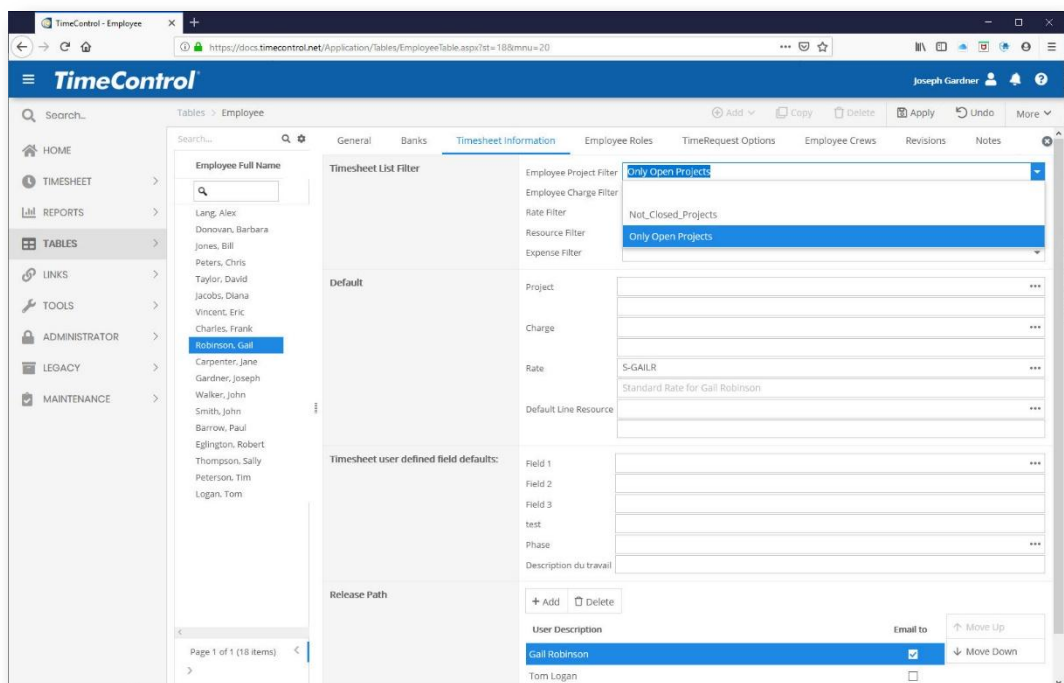 TimeControl - Employee
https://docs.timecontrol.net/Application/Tables/EmployeeTable.aspx?st=18&mnu=20
TimeControl
Joseph Gardner
Search...
Tables > Employee
Add
Copy
Delete
Apply
Undo
More
HOME
TIMESHEET
REPORTS
TABLES
LINKS
TOOLS
ADMINISTRATOR
LEGACY
MAINTENANCE
Search...
Employee Full Name
Lang, Alex
Donovan, Barbara
Jones, Bill
Peters, Chris
Taylor, David
Jacobs, Diana
Vincent, Eric
Charles, Frank
Robinson, Gail
Carpenter, Jane
Gardner, Joseph
Walker, John
Smith, John
Barrow, Paul
Eglington, Robert
Thompson, Sally
Peterson, Tim
Logan, Tom
Page 1 of 1 (18 items)
General
Banks
Timesheet Information
Employee Roles
TimeRequest Options
Employee Crews
Revisions
Notes
Timesheet List Filter
Employee Project Filter
Only Open Projects
Employee Charge Filter
Rate Filter
Not_Closed_Projects
Resource Filter
Only Open Projects
Expense Filter
Default
Project
Charge
Rate
S-GAILR
Standard Rate for Gail Robinson
Default Line Resource
Timesheet user defined field defaults:
Field 1
Field 2
Field 3
test
Phase
Description du travail
Release Path
+ Add
Delete
User Description
Email to
Move Up
Gail Robinson
Move Down
Tom Logan